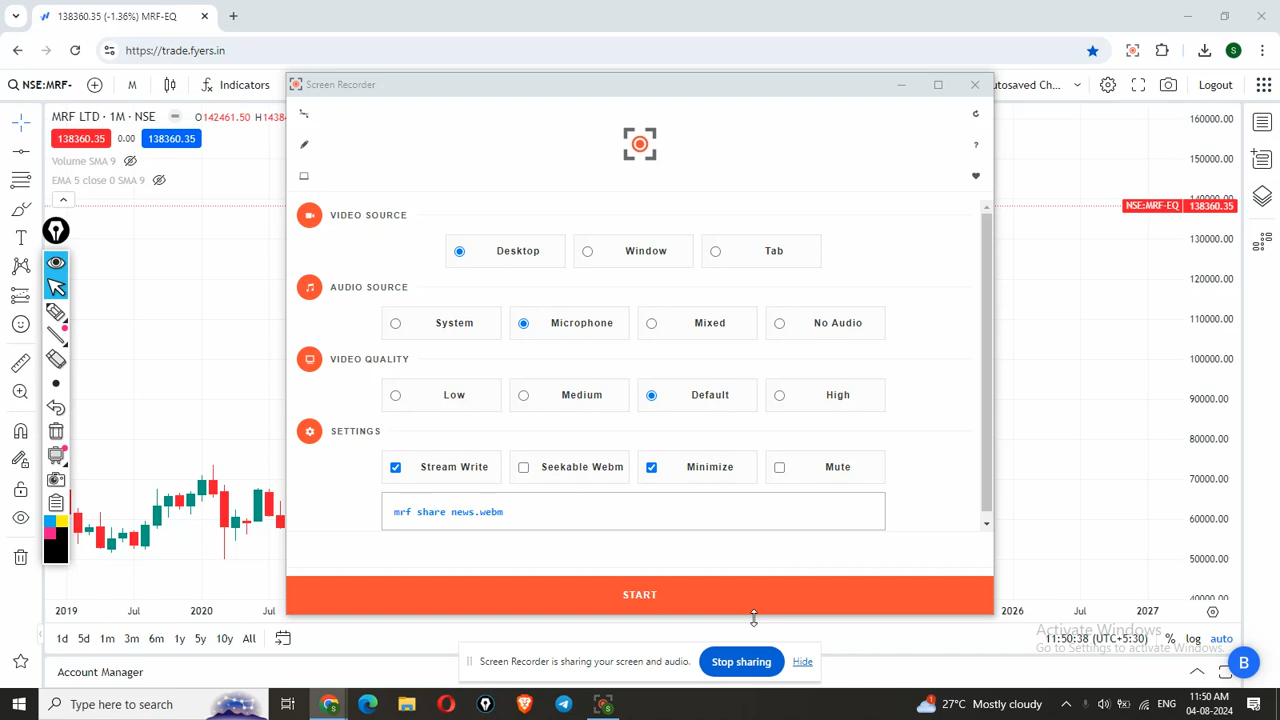 138360.35 (-1.36%) MRF-EQ
https://trade.fyers.in
S
NSE:MRF-
M
Indicators
Screen Recorder
utosaved Ch...
Logout
MRF LTD · 1M · NSE
O142461.50 H1438
138360.35 0.00 138360.35
Volume SMA 9
EMA 5 close 0 SMA 9
?
VIDEO SOURCE
Desktop Window Tab
AUDIO SOURCE
System Microphone Mixed No Audio
VIDEO QUALITY
Low Medium Default High
SETTINGS
Stream Write Seekable Webm Minimize Mute
mrf share news.webm
START
160000.00
150000.00
NSE:MRF-EQ 138360.35
130000.00
120000.00
110000.00
100000.00
90000.00
80000.00
70000.00
60000.00
50000.00
40000.00
2019 Jul 2020 Jul 2026 Jul 2027
1d 5d 1m 3m 6m 1y 5y 10y All
11:50:38 (UTC+5:30) % log auto
Activate Windows
Go to Settings to activate Windows.
Screen Recorder is sharing your screen and audio. Stop sharing Hide
B
Account Manager
Type here to search
27°C Mostly cloudy
ENG
11:50 AM
04-08-2024